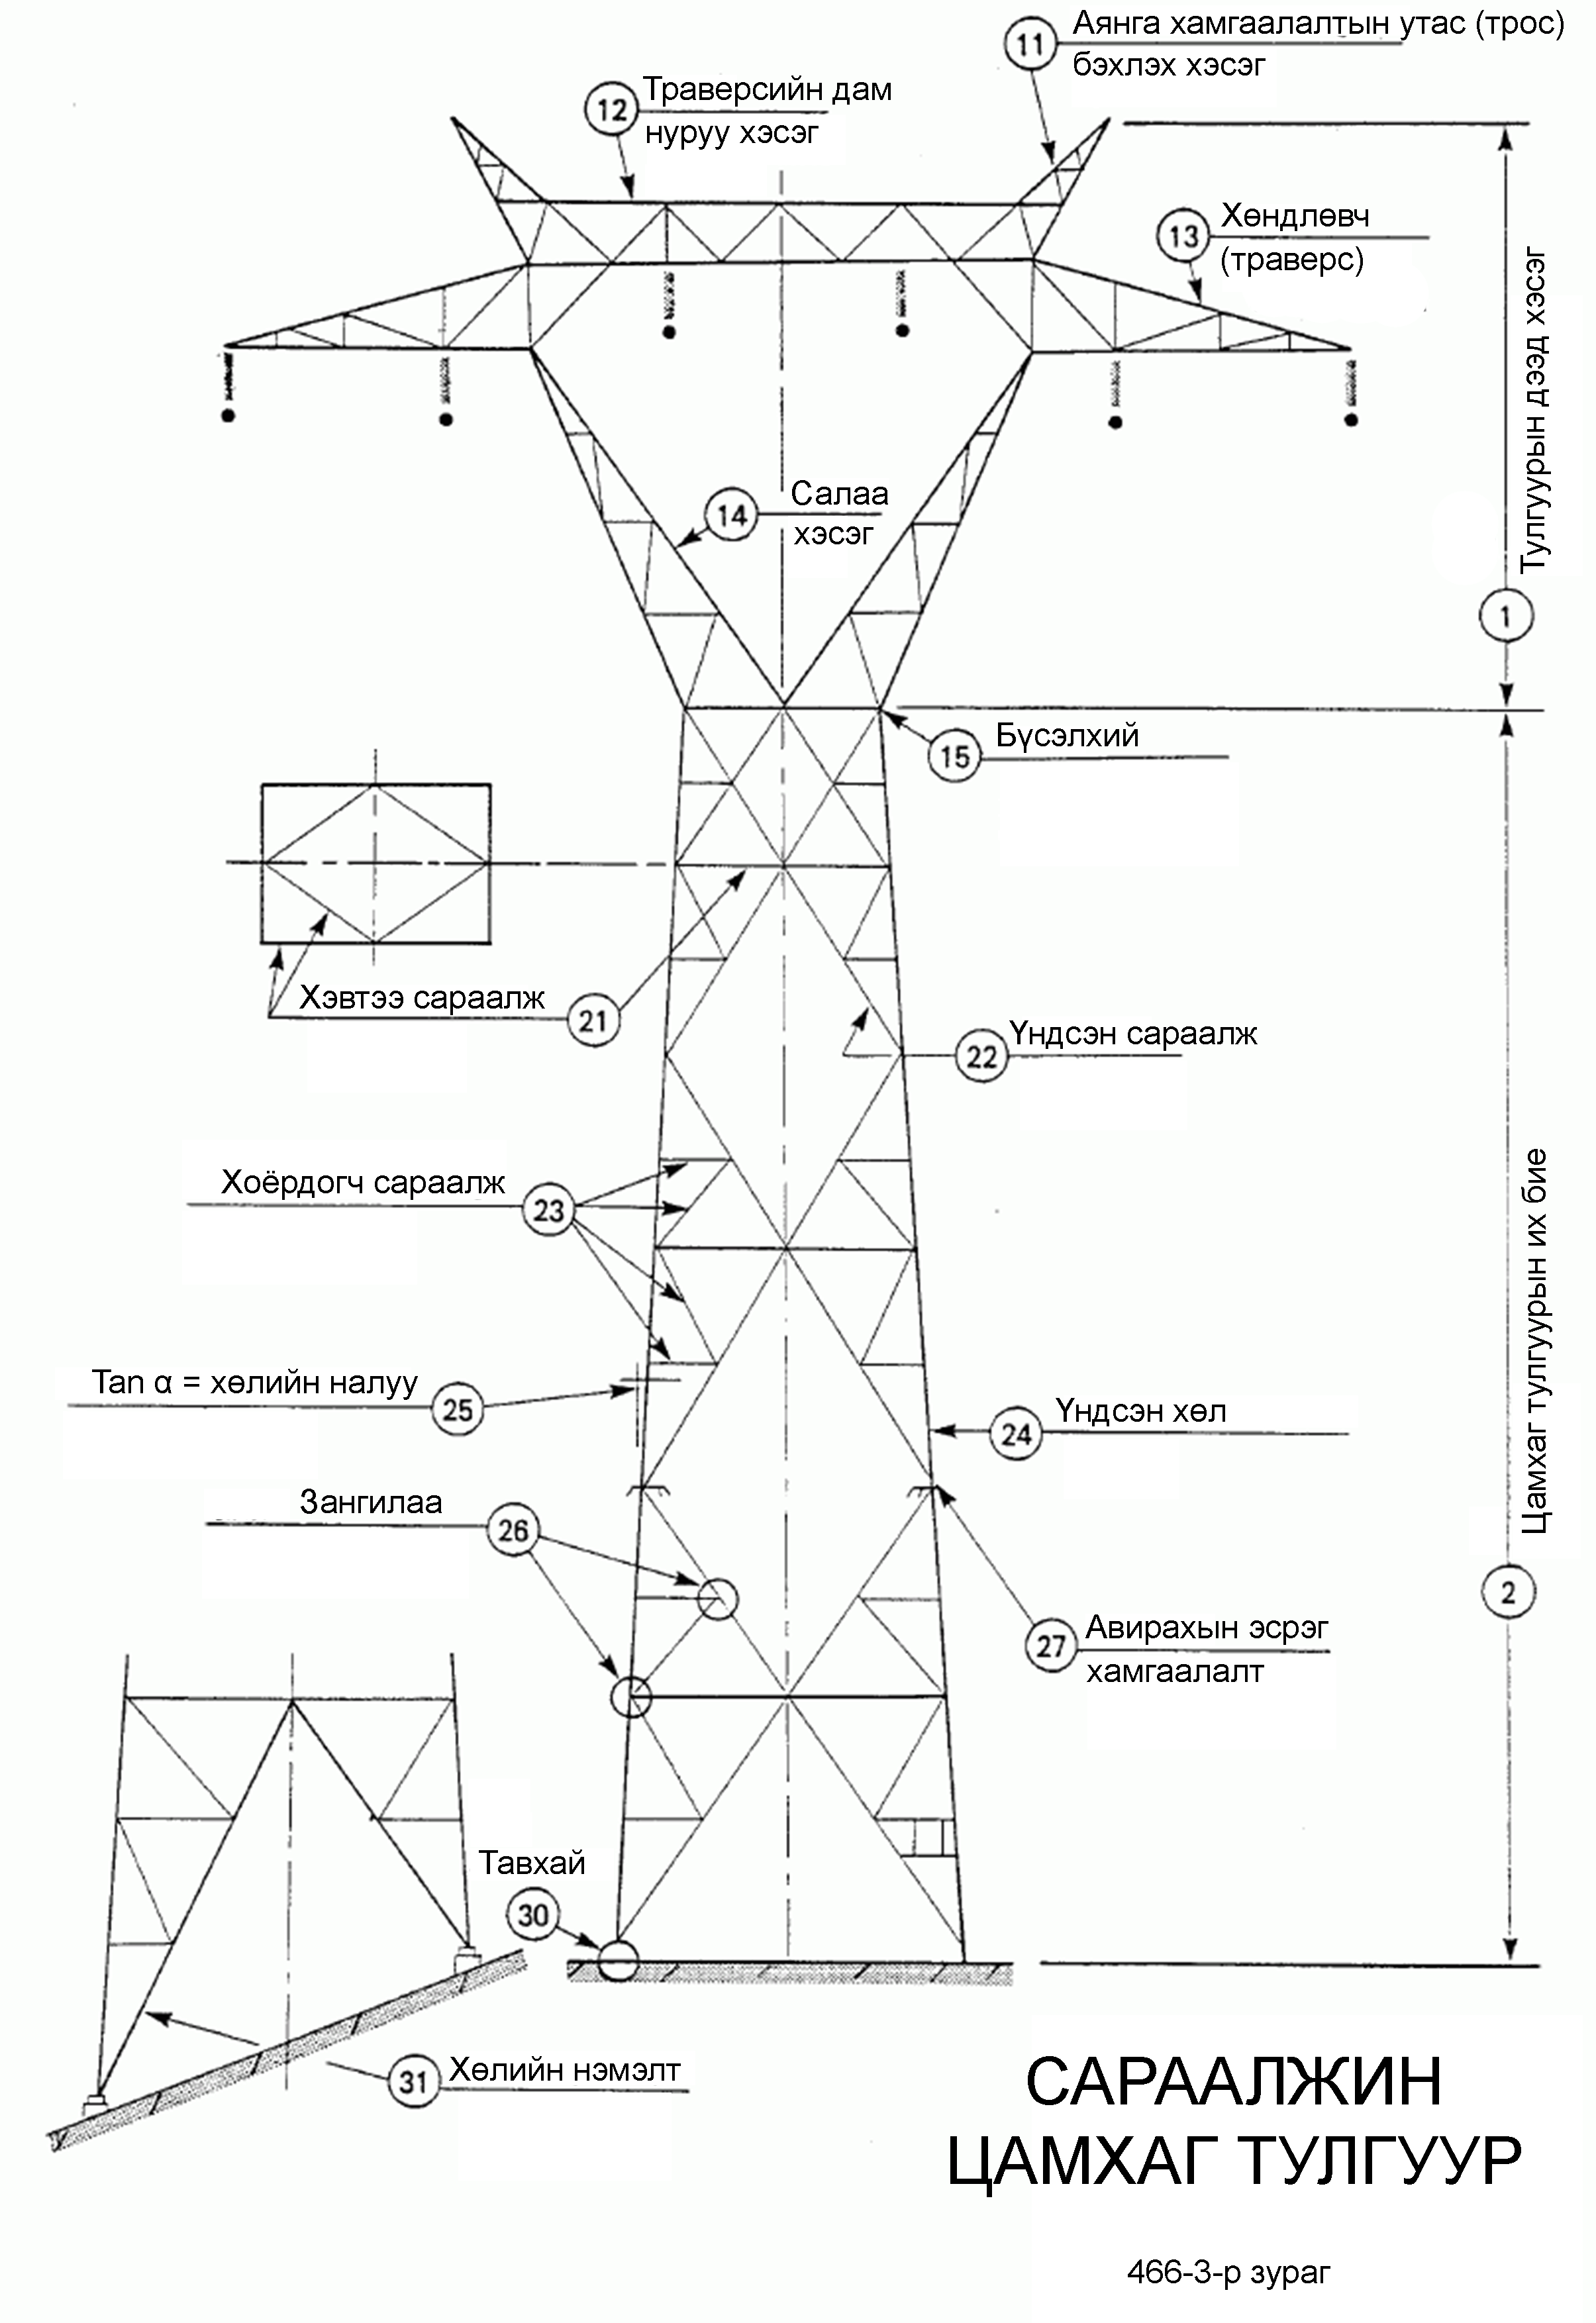 11 Аянга хамгаалалтын утас (трос)
бэхлэх хэсэг
12 Траверсийн дам
нуруу хэсэг
13 Хөндлөвч
(траверс)
Тулгуурын дээд хэсэг
1
14 Салаа
хэсэг
15 Бүсэлхий
Хэвтээ сараалж 21
22 Үндсэн сараалж
Хоёрдогч сараалж 23
Цамхаг тулгуурын их бие
2
Tan α = хөлийн налуу 25
24 Үндсэн хөл
Зангилаа 26
27 Авирахын эсрэг
хамгаалалт
Тавхай
30
31 Хөлийн нэмэлт
САРААЛЖИН
ЦАМХАГ ТУЛГУУР
466-3-р зураг